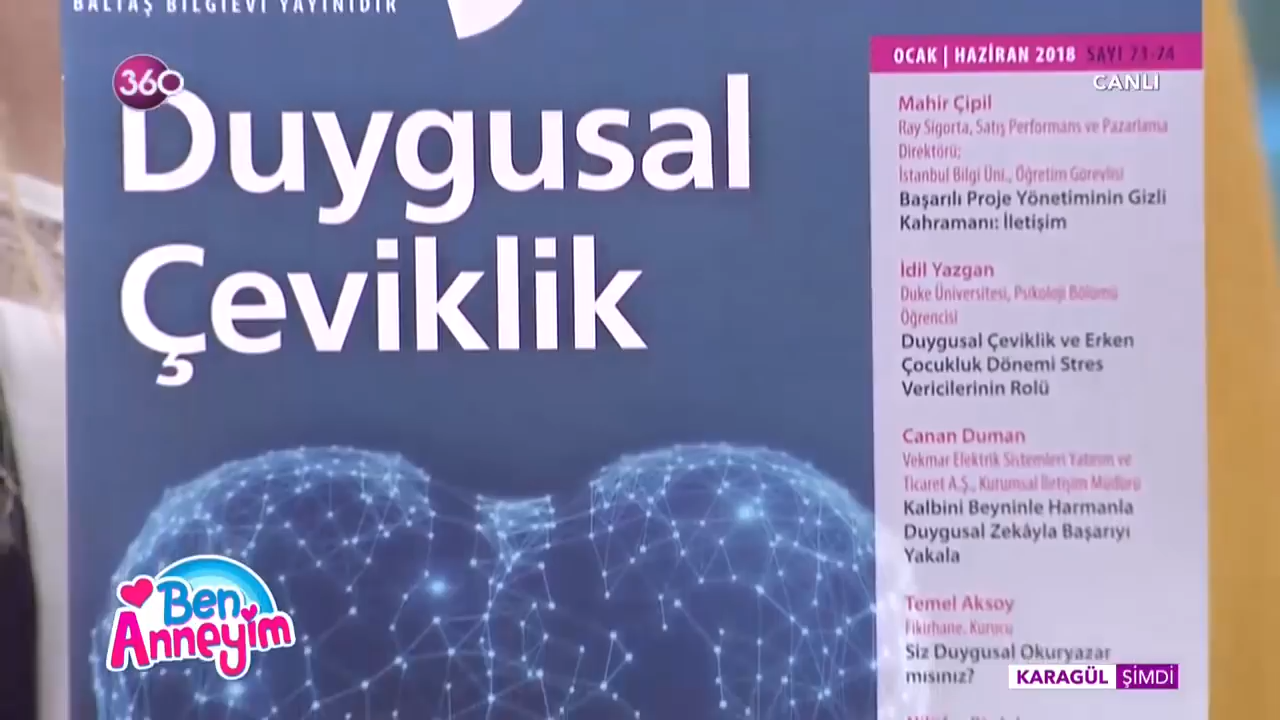 BALTAŞ BİLGİEVİ YAYINIDIR
360
Duygusal
Çeviklik
OCAK | HAZİRAN 2018 SAYI 73-74
CANLI
Mahir Çipil
Ray Sigorta, Satış Performans ve Pazarlama
Direktörü;
İstanbul Bilgi Üni., Öğretim Görevlisi
Başarılı Proje Yönetiminin Gizli
Kahramanı: İletişim
İdil Yazgan
Duke Üniversitesi, Psikoloji Bölümü
Öğrencisi
Duygusal Çeviklik ve Erken
Çocukluk Dönemi Stres
Vericilerinin Rolü
Canan Duman
Vekmar Elektrik Sistemleri Yatırım ve
Ticaret A.Ş., Kurumsal İletişim Müdürü
Kalbini Beyninle Harmanla
Duygusal Zekâyla Başarıyı
Yakala
Temel Aksoy
Fikirhane, Kurucu
Siz Duygusal Okuryazar
mısınız?
Ben
Anneyim
KARAGÜL ŞİMDİ